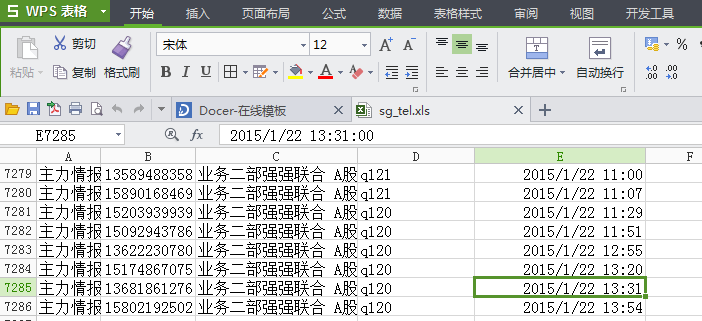 S WPS 表格 开始 插入 页面布局 公式 数据 表格样式 审阅 视图 开发工具
剪切 宋体 12 A+ A- %
粘贴 复制 格式刷 B I U A 合并居中 自动换行
Docer-在线模板 sg_tel.xls
E7285 fx 2015/1/22 13:31:00
A B C D E F
7279 主力情报 13589488358 业务二部强强联合 A股 q121 2015/1/22 11:00
7280 主力情报 15890168469 业务二部强强联合 A股 q121 2015/1/22 11:07
7281 主力情报 15203939939 业务二部强强联合 A股 q120 2015/1/22 11:29
7282 主力情报 15092943786 业务二部强强联合 A股 q120 2015/1/22 11:51
7283 主力情报 13622230780 业务二部强强联合 A股 q120 2015/1/22 12:55
7284 主力情报 15174867075 业务二部强强联合 A股 q120 2015/1/22 13:20
7285 主力情报 13681861276 业务二部强强联合 A股 q120 2015/1/22 13:31
7286 主力情报 15802192502 业务二部强强联合 A股 q120 2015/1/22 13:54